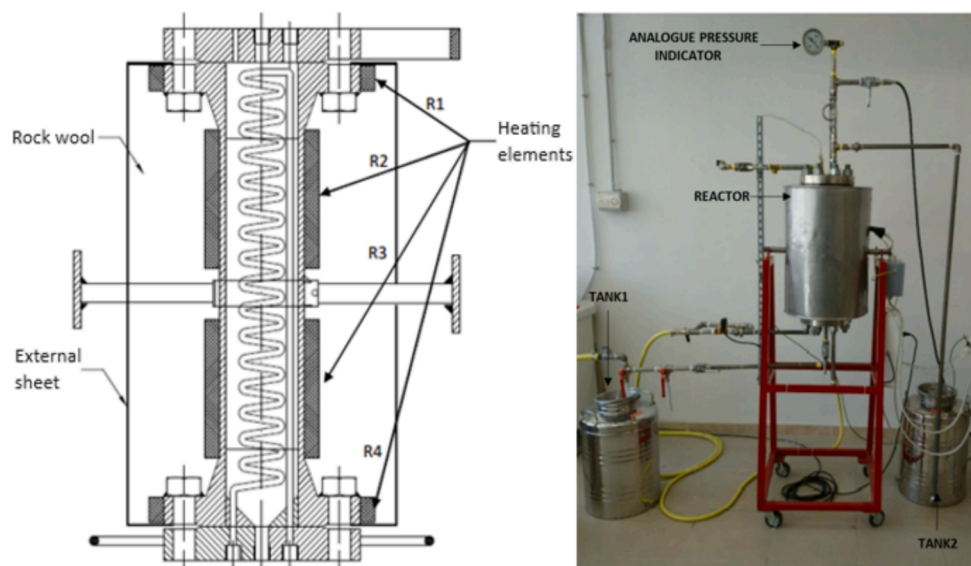 R1
Rock wool
Heating
elements
R2
R3
External
sheet
R4
ANALOGUE PRESSURE
INDICATOR
REACTOR
TANK1
TANK2